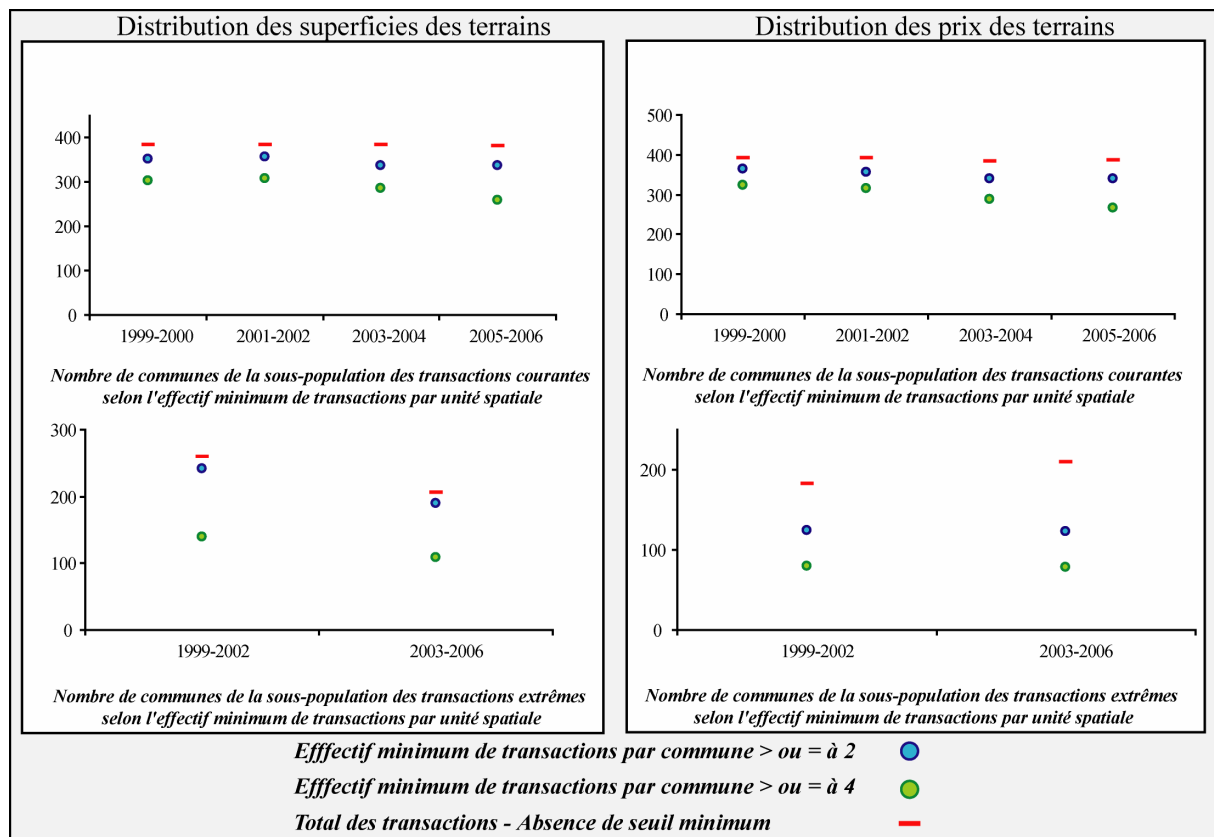 Distribution des superficies des terrains
400
300
200
100
0
1999-2000 2001-2002 2003-2004 2005-2006
Nombre de communes de la sous-population des transactions courantes
selon l'effectif minimum de transactions par unité spatiale
300
200
100
0
1999-2002 2003-2006
Nombre de communes de la sous-population des transactions extrêmes
selon l'effectif minimum de transactions par unité spatiale
Distribution des prix des terrains
500
400
300
200
100
0
1999-2000 2001-2002 2003-2004 2005-2006
Nombre de communes de la sous-population des transactions courantes
selon l'effectif minimum de transactions par unité spatiale
200
100
0
1999-2002 2003-2006
Nombre de communes de la sous-population des transactions extrêmes
selon l'effectif minimum de transactions par unité spatiale
Efffectif minimum de transactions par commune > ou = à 2
Efffectif minimum de transactions par commune > ou = à 4
Total des transactions - Absence de seuil minimum